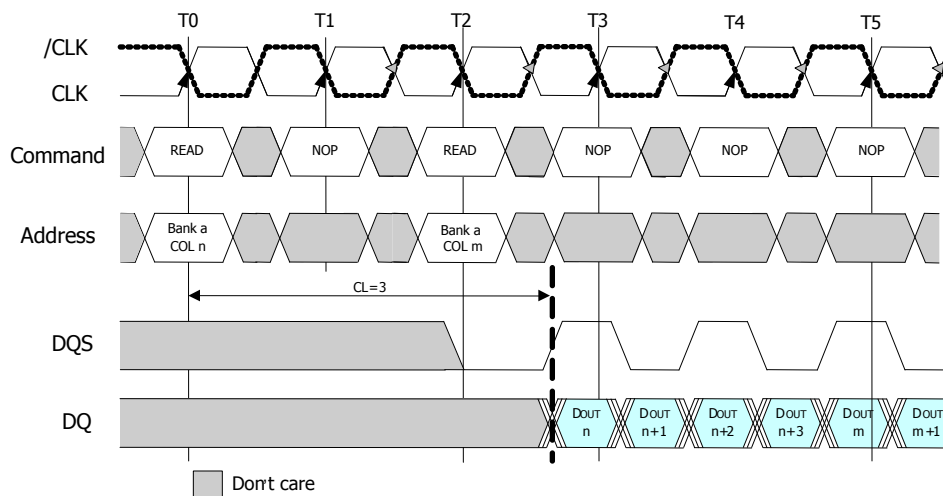 T0 T1 T2 T3 T4 T5
/CLK
CLK
Command READ NOP READ NOP NOP NOP
Address Bank a COL n Bank a COL m
CL=3
DQS
DQ DOUT n DOUT n+1 DOUT n+2 DOUT n+3 DOUT m DOUT m+1
Don't care